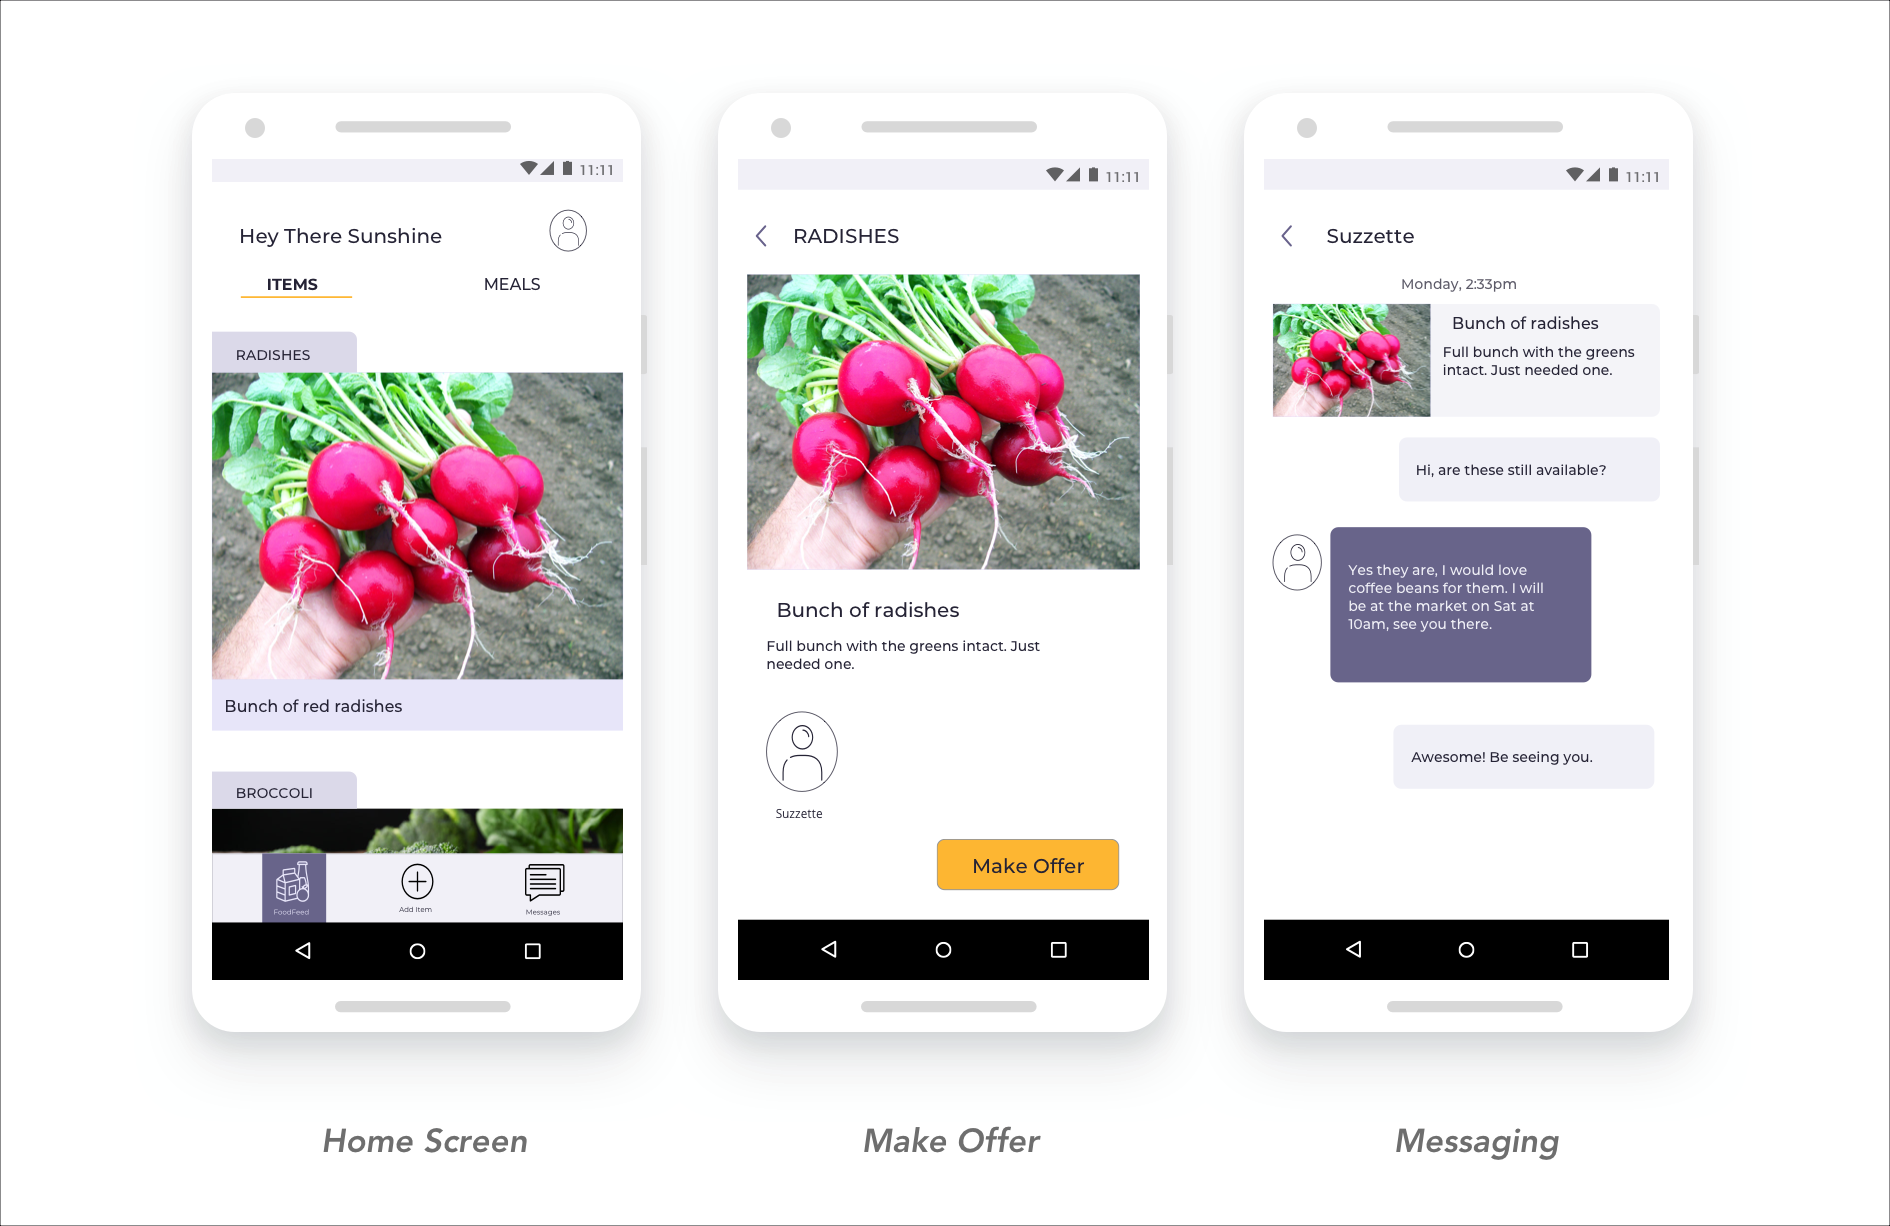 11:11
Hey There Sunshine
ITEMS
MEALS
RADISHES
Bunch of red radishes
BROCCOLI
FoodFeed
Add Item
Messages
Home Screen
11:11
RADISHES
Bunch of radishes
Full bunch with the greens intact. Just
needed one.
Suzzette
Make Offer
Make Offer
11:11
Suzzette
Monday, 2:33pm
Bunch of radishes
Full bunch with the greens
intact. Just needed one.
Hi, are these still available?
Yes they are, I would love
coffee beans for them. I will
be at the market on Sat at
10am, see you there.
Awesome! Be seeing you.
Messaging